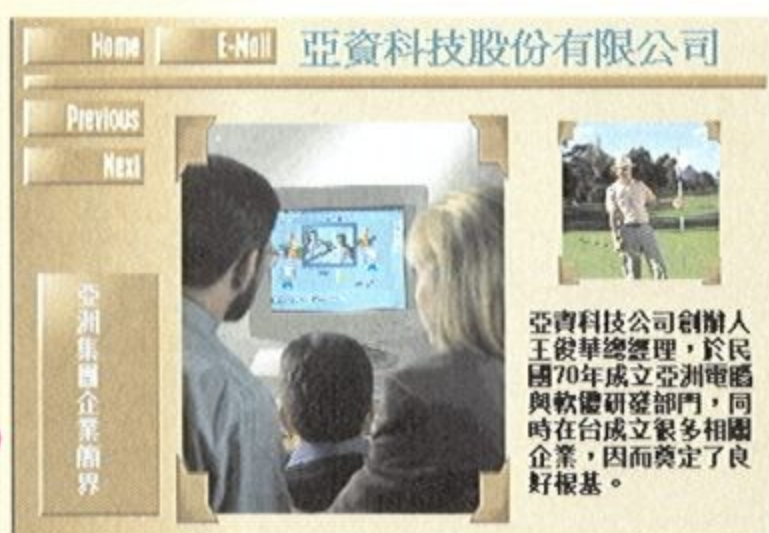 Home
E-Mail
亞資科技股份有限公司
Previous
Next
亞洲集團企業簡界
亞資科技公司創辦人
王俊華總經理,於民
國70年成立亞洲電腦
與軟體研發部門,同
時在台成立很多相關
企業,因而奠定了良
好根基。